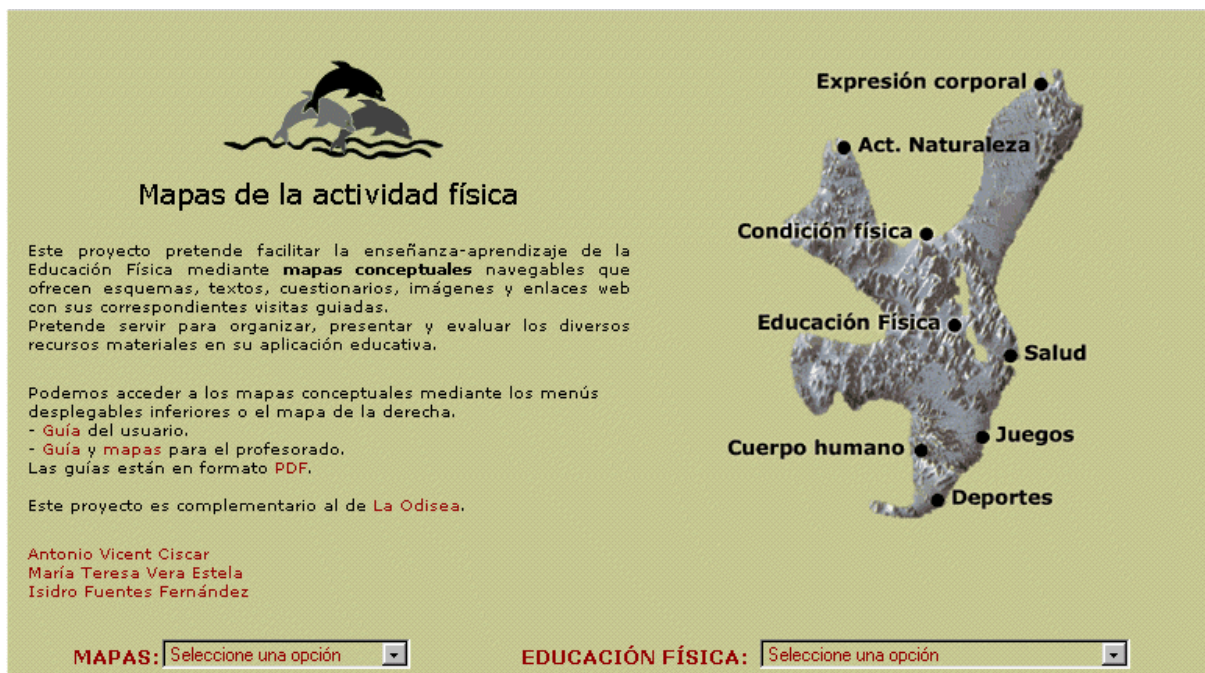 Mapas de la actividad física
Este proyecto pretende facilitar la enseñanza-aprendizaje de la
Educación Física mediante mapas conceptuales navegables que
ofrecen esquemas, textos, cuestionarios, imágenes y enlaces web
con sus correspondientes visitas guiadas.
Pretende servir para organizar, presentar y evaluar los diversos
recursos materiales en su aplicación educativa.
Podemos acceder a los mapas conceptuales mediante los menús
desplegables inferiores o el mapa de la derecha.
- Guía del usuario.
- Guía y mapas para el profesorado.
Las guías están en formato PDF.
Este proyecto es complementario al de La Odisea.
Antonio Vicent Ciscar
María Teresa Vera Estela
Isidro Fuentes Fernández
Expresión corporal
Act. Naturaleza
Condición física
Educación Física
Salud
Juegos
Cuerpo humano
Deportes
MAPAS: Seleccione una opción
EDUCACIÓN FÍSICA: Seleccione una opción